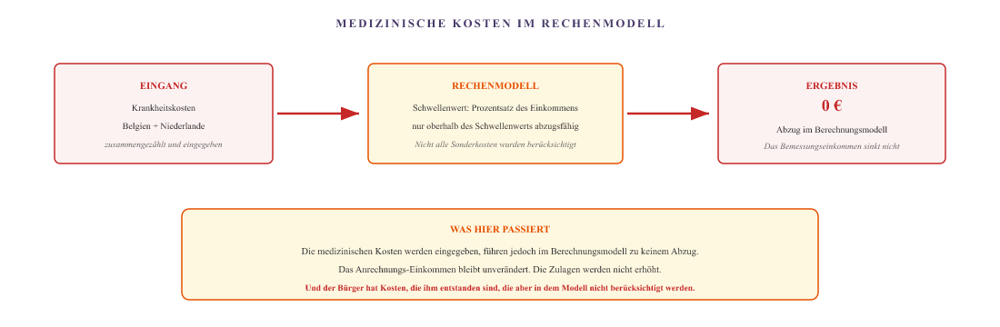 MEDIZINISCHE KOSTEN IM RECHENMODELL
EINGANG
Krankheitskosten
Belgien + Niederlande
zusammengezählt und eingegeben
RECHENMODELL
Schwellenwert: Prozentsatz des Einkommens
nur oberhalb des Schwellenwerts abzugsfähig
Nicht alle Sonderkosten wurden berücksichtigt
ERGEBNIS
0 €
Abzug im Berechnungsmodell
Das Bemessungseinkommen sinkt nicht
WAS HIER PASSIERT
Die medizinischen Kosten werden eingegeben, führen jedoch im Berechnungsmodell zu keinem Abzug.
Das Anrechnungs-Einkommen bleibt unverändert. Die Zulagen werden nicht erhöht.
Und der Bürger hat Kosten, die ihm entstanden sind, die aber in dem Modell nicht berücksichtigt werden.